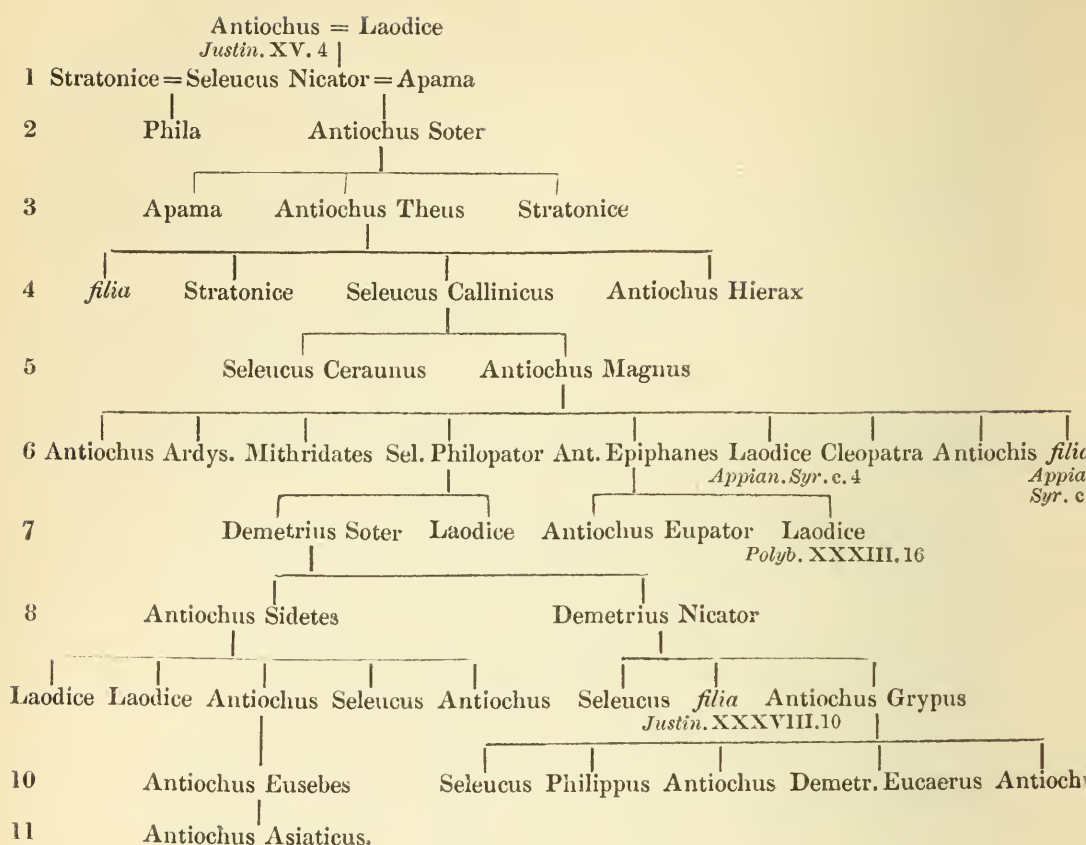 Antiochus = Laodice
Justin. XV. 4
1 Stratonice = Seleucus Nicator = Apama
2 Phila Antiochus Soter
3 Apama Antiochus Theus Stratonice
4 filia Stratonice Seleucus Callinicus Antiochus Hierax
5 Seleucus Ceraunus Antiochus Magnus
6 Antiochus Ardys. Mithridates Sel. Philopator Ant. Epiphanes Laodice Cleopatra Antiochis filia
Appian. Syr. c. 4 Appia
Syr. c
7 Demetrius Soter Laodice Antiochus Eupator Laodice
Polyb. XXXIII. 16
8 Antiochus Sidetes Demetrius Nicator
Laodice Laodice Antiochus Seleucus Antiochus Seleucus filia Antiochus Grypus
Justin. XXXVIII. 10
10 Antiochus Eusebes Seleucus Philippus Antiochus Demetr. Eucaerus Antioch
11 Antiochus Asiaticus.